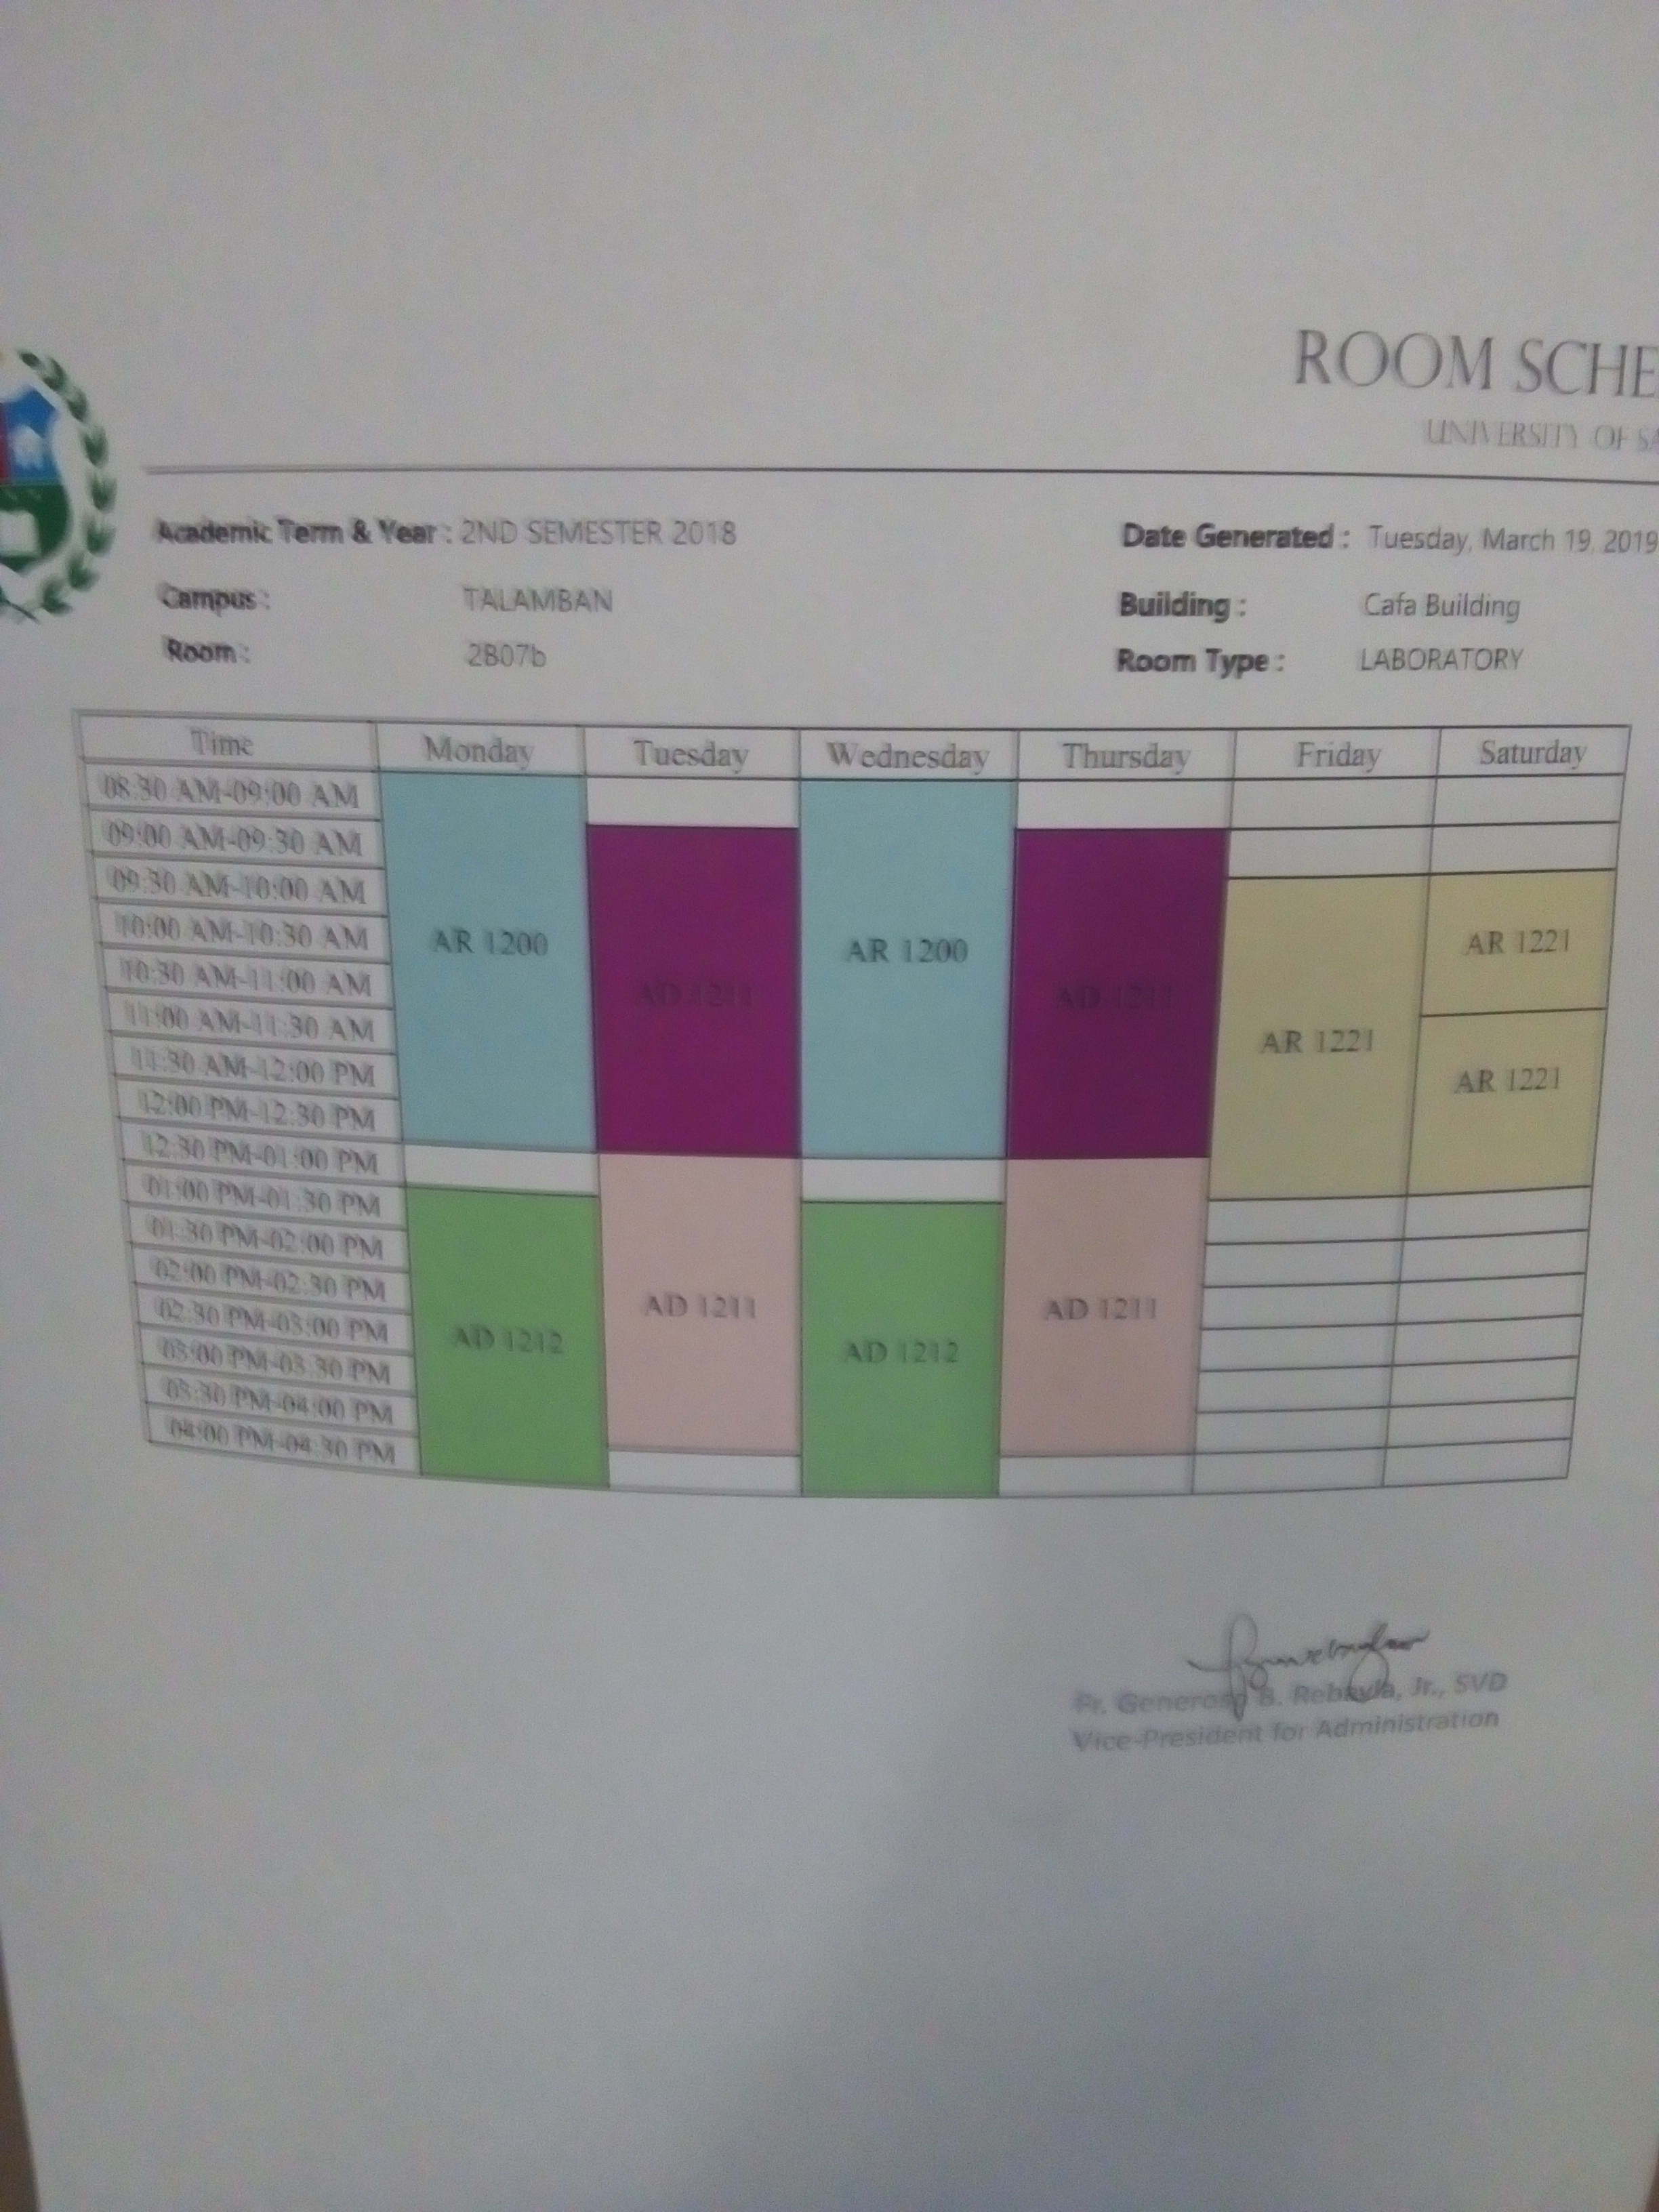 ROOM SCHE
UNIVERSITY OF SA
Academic Term & Year : 2ND SEMESTER 2018
Date Generated : Tuesday, March 19, 2019
Campus : TALAMBAN
Building : Cafa Building
Room : 2B07b
Room Type : LABORATORY
Time Monday Tuesday Wednesday Thursday Friday Saturday
08:30 AM-09:00 AM
09:00 AM-09:30 AM
09:30 AM-10:00 AM
10:00 AM-10:30 AM AR 1200 AR 1200 AR 1221
10:30 AM-11:00 AM AD 1211 AD 1211
11:00 AM-11:30 AM AR 1221
11:30 AM-12:00 PM AR 1221
12:00 PM-12:30 PM
12:30 PM-01:00 PM
01:00 PM-01:30 PM
01:30 PM-02:00 PM
02:00 PM-02:30 PM AD 1211 AD 1211
02:30 PM-03:00 PM AD 1212 AD 1212
03:00 PM-03:30 PM
03:30 PM-04:00 PM
04:00 PM-04:30 PM
Fr. Generoso B. Rebayla, Jr., SVD
Vice-President for Administration